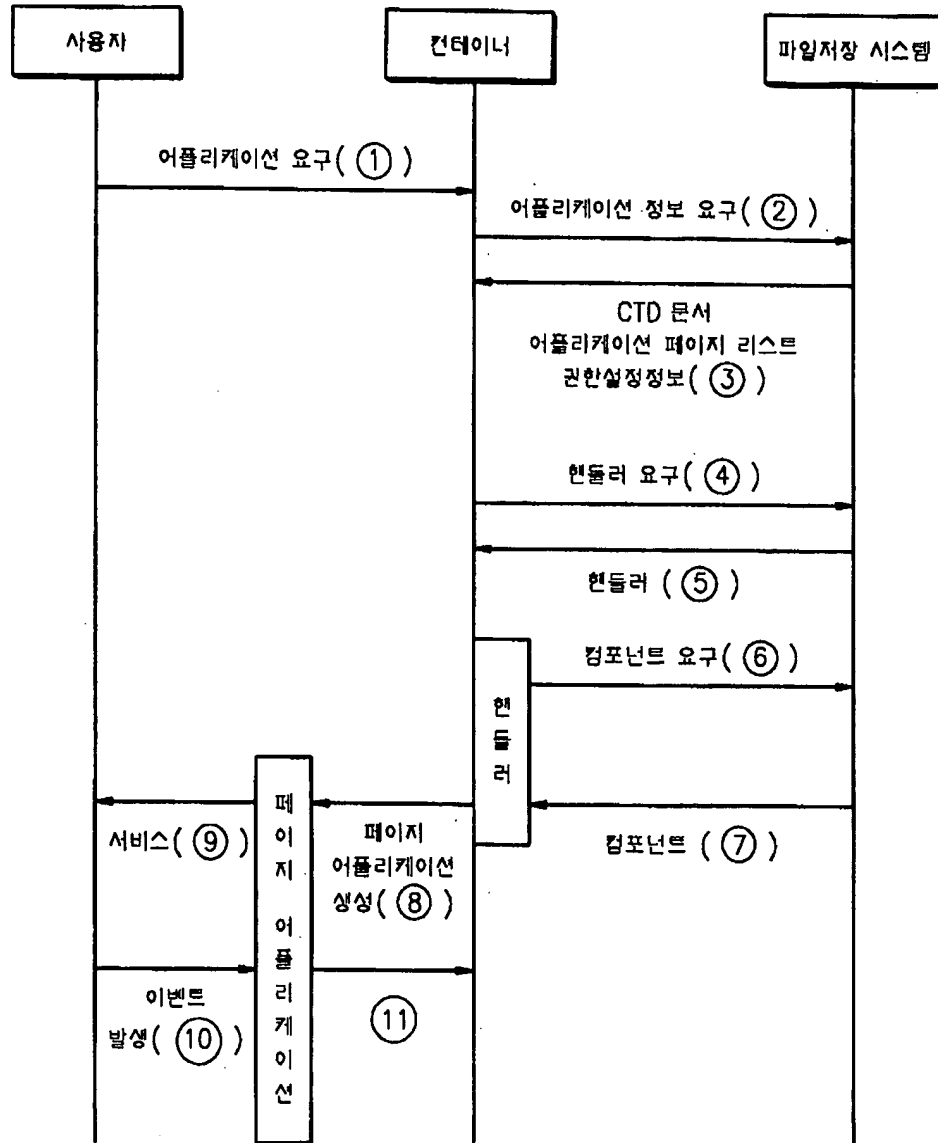 사용자
컨테이너
파일저장 시스템
어플리케이션 요구( ① )
어플리케이션 정보 요구( ② )
CTD 문서
어플리케이션 페이지 리스트
권한설정정보( ③ )
핸들러 요구( ④ )
핸들러 ( ⑤ )
컴포넌트 요구( ⑥ )
핸들러
컴포넌트 ( ⑦ )
페이지
어플리케이션
생성( ⑧ )
서비스( ⑨ )
페이지 어플리케이션
이벤트
발생( ⑩ )
⑪